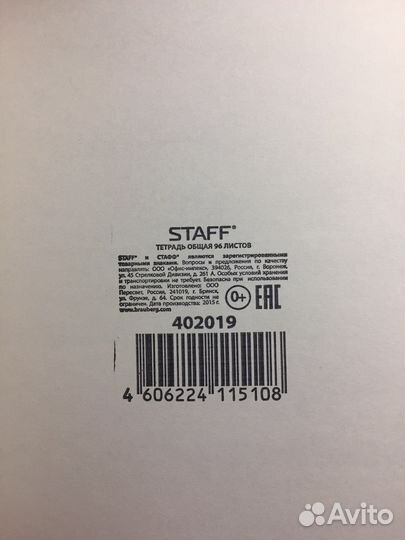 STAFF®
ТЕТРАДЬ ОБЩАЯ 96 ЛИСТОВ
STAFF® и СТАФФ® являются зарегистрированными
товарными знаками. Вопросы и предложения по качеству
направлять: ООО «Офис-импекс», 394026, Россия, г. Воронеж,
ул. 45 Стрелковой Дивизии, д. 261 А. Особых условий хранения
и транспортировки не требует. Безопасна при использовании
по назначению. Изготовлено: ООО
Пересвет, Россия, 241019, г. Брянск,
ул. Фрунзе, д. 64. Срок годности не
ограничен. Дата производства: 2015 г.
www.brauberg.com
0+ EAC
402019
4 606224 115108
Avito